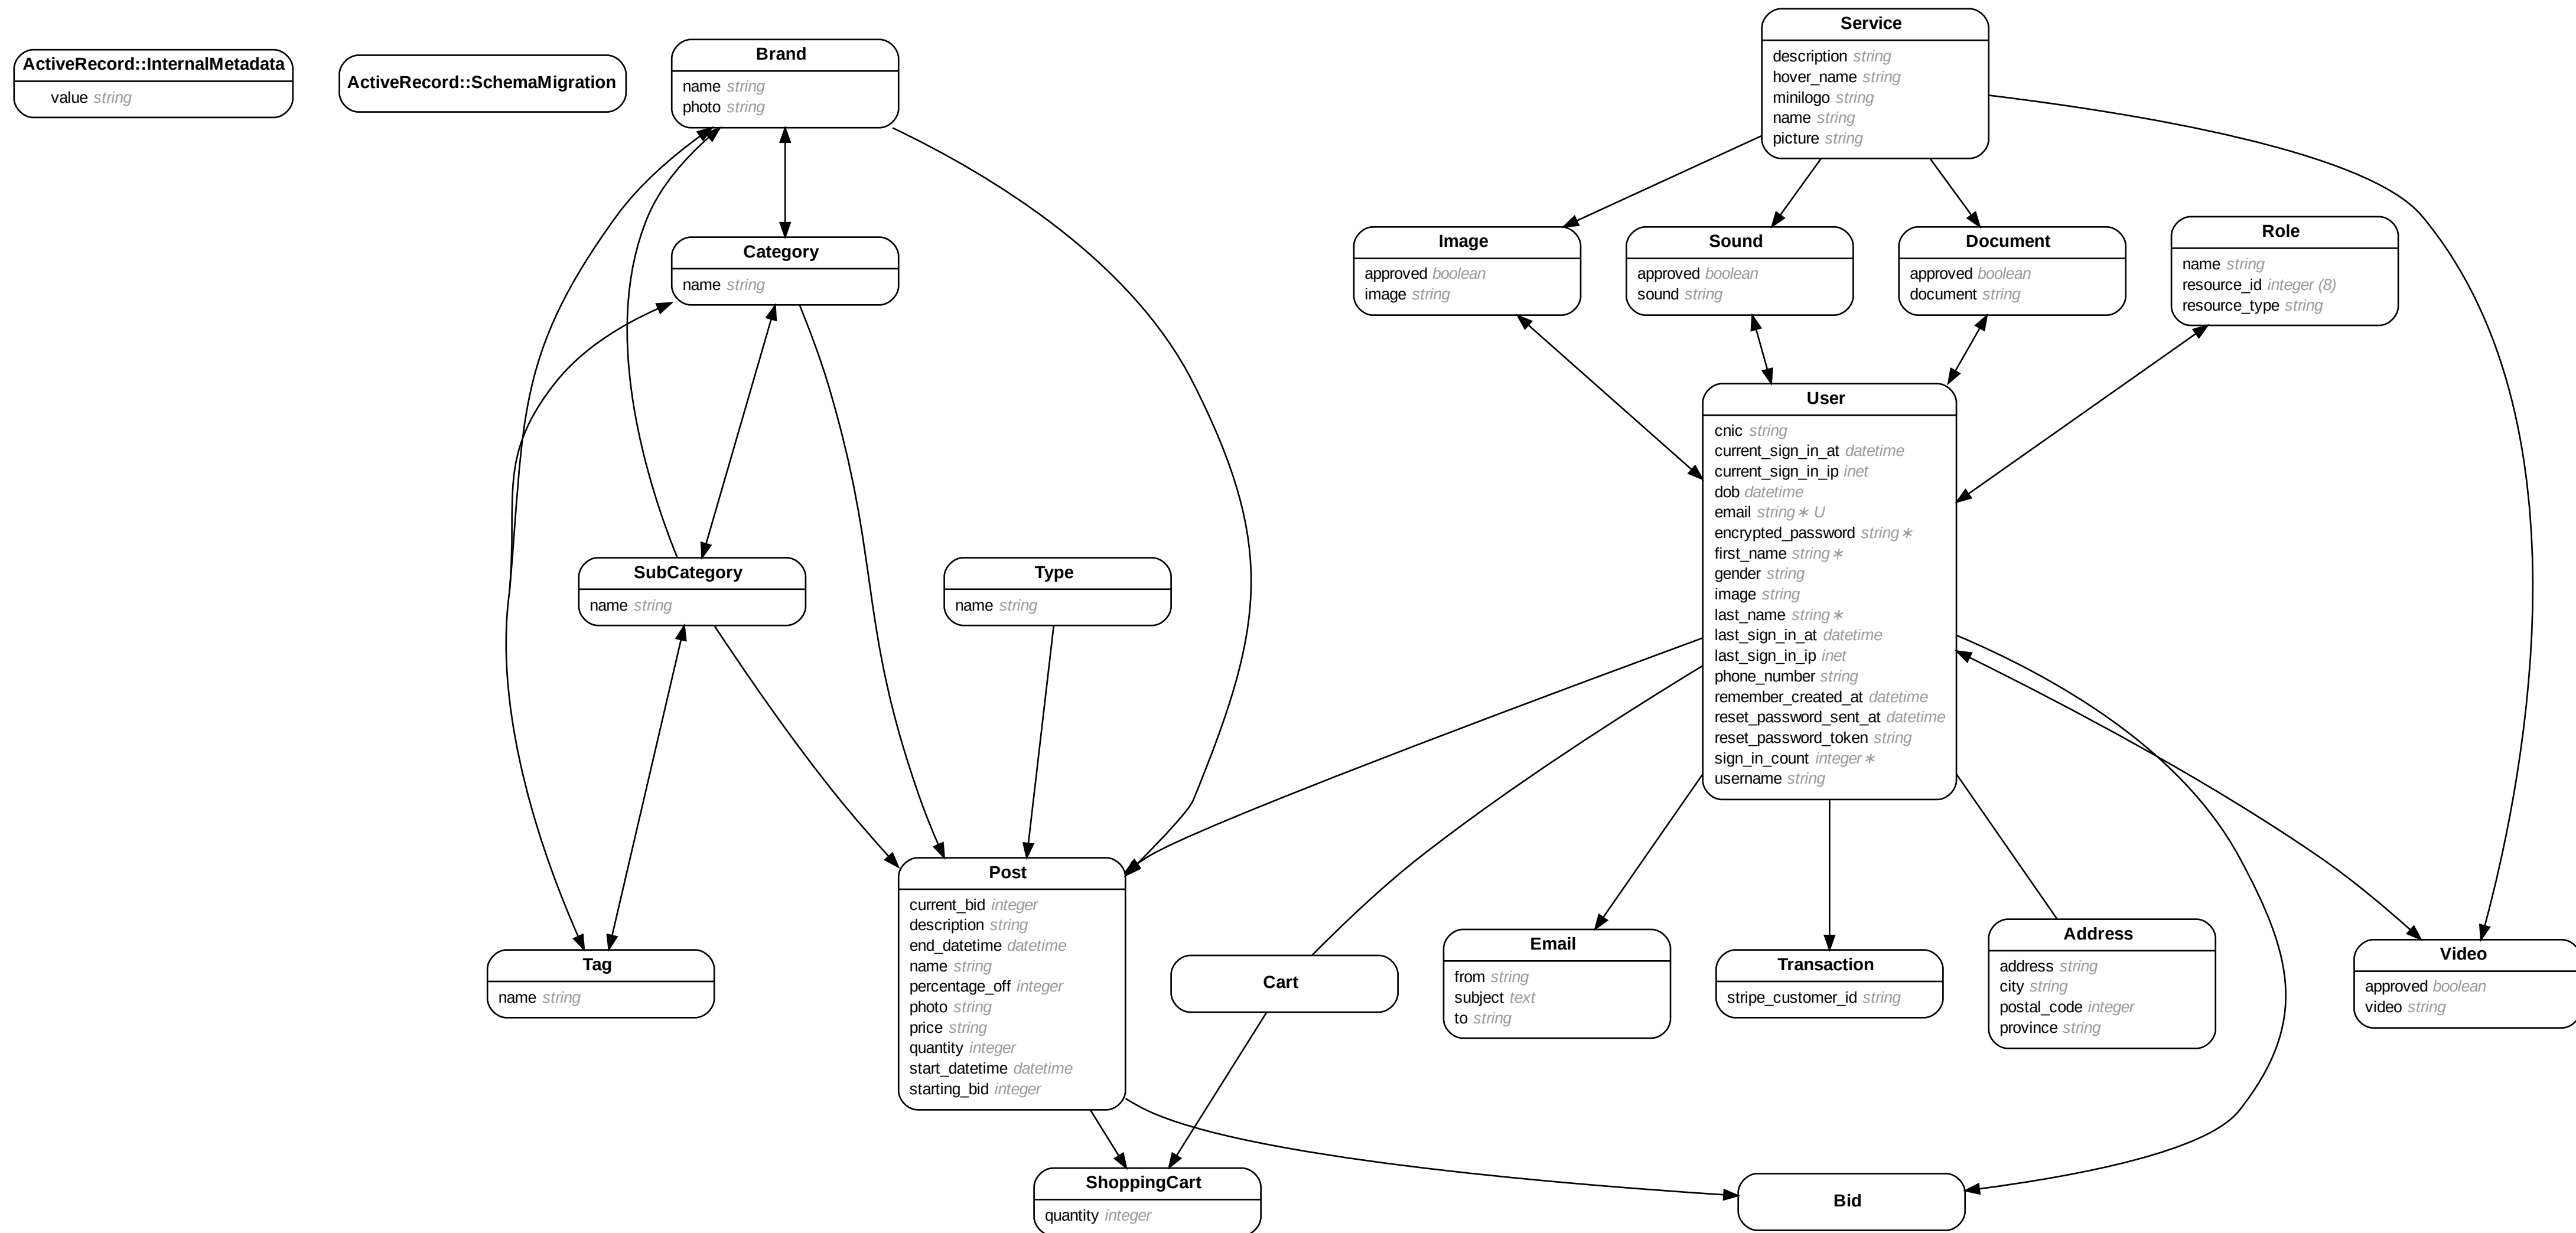 ActiveRecord::InternalMetadata
value string
ActiveRecord::SchemaMigration
Brand
name string
photo string
Service
description string
hover_name string
minilogo string
name string
picture string
Category
name string
Image
approved boolean
image string
Sound
approved boolean
sound string
Document
approved boolean
document string
Role
name string
resource_id integer (8)
resource_type string
User
cnic string
current_sign_in_at datetime
current_sign_in_ip inet
dob datetime
email string∗ U
encrypted_password string∗
first_name string∗
gender string
image string
last_name string∗
last_sign_in_at datetime
last_sign_in_ip inet
phone_number string
remember_created_at datetime
reset_password_sent_at datetime
reset_password_token string
sign_in_count integer∗
username string
SubCategory
name string
Type
name string
Tag
name string
Post
current_bid integer
description string
end_datetime datetime
name string
percentage_off integer
photo string
price string
quantity integer
start_datetime datetime
starting_bid integer
Cart
Email
from string
subject text
to string
Transaction
stripe_customer_id string
Address
address string
city string
postal_code integer
province string
Video
approved boolean
video string
ShoppingCart
quantity integer
Bid